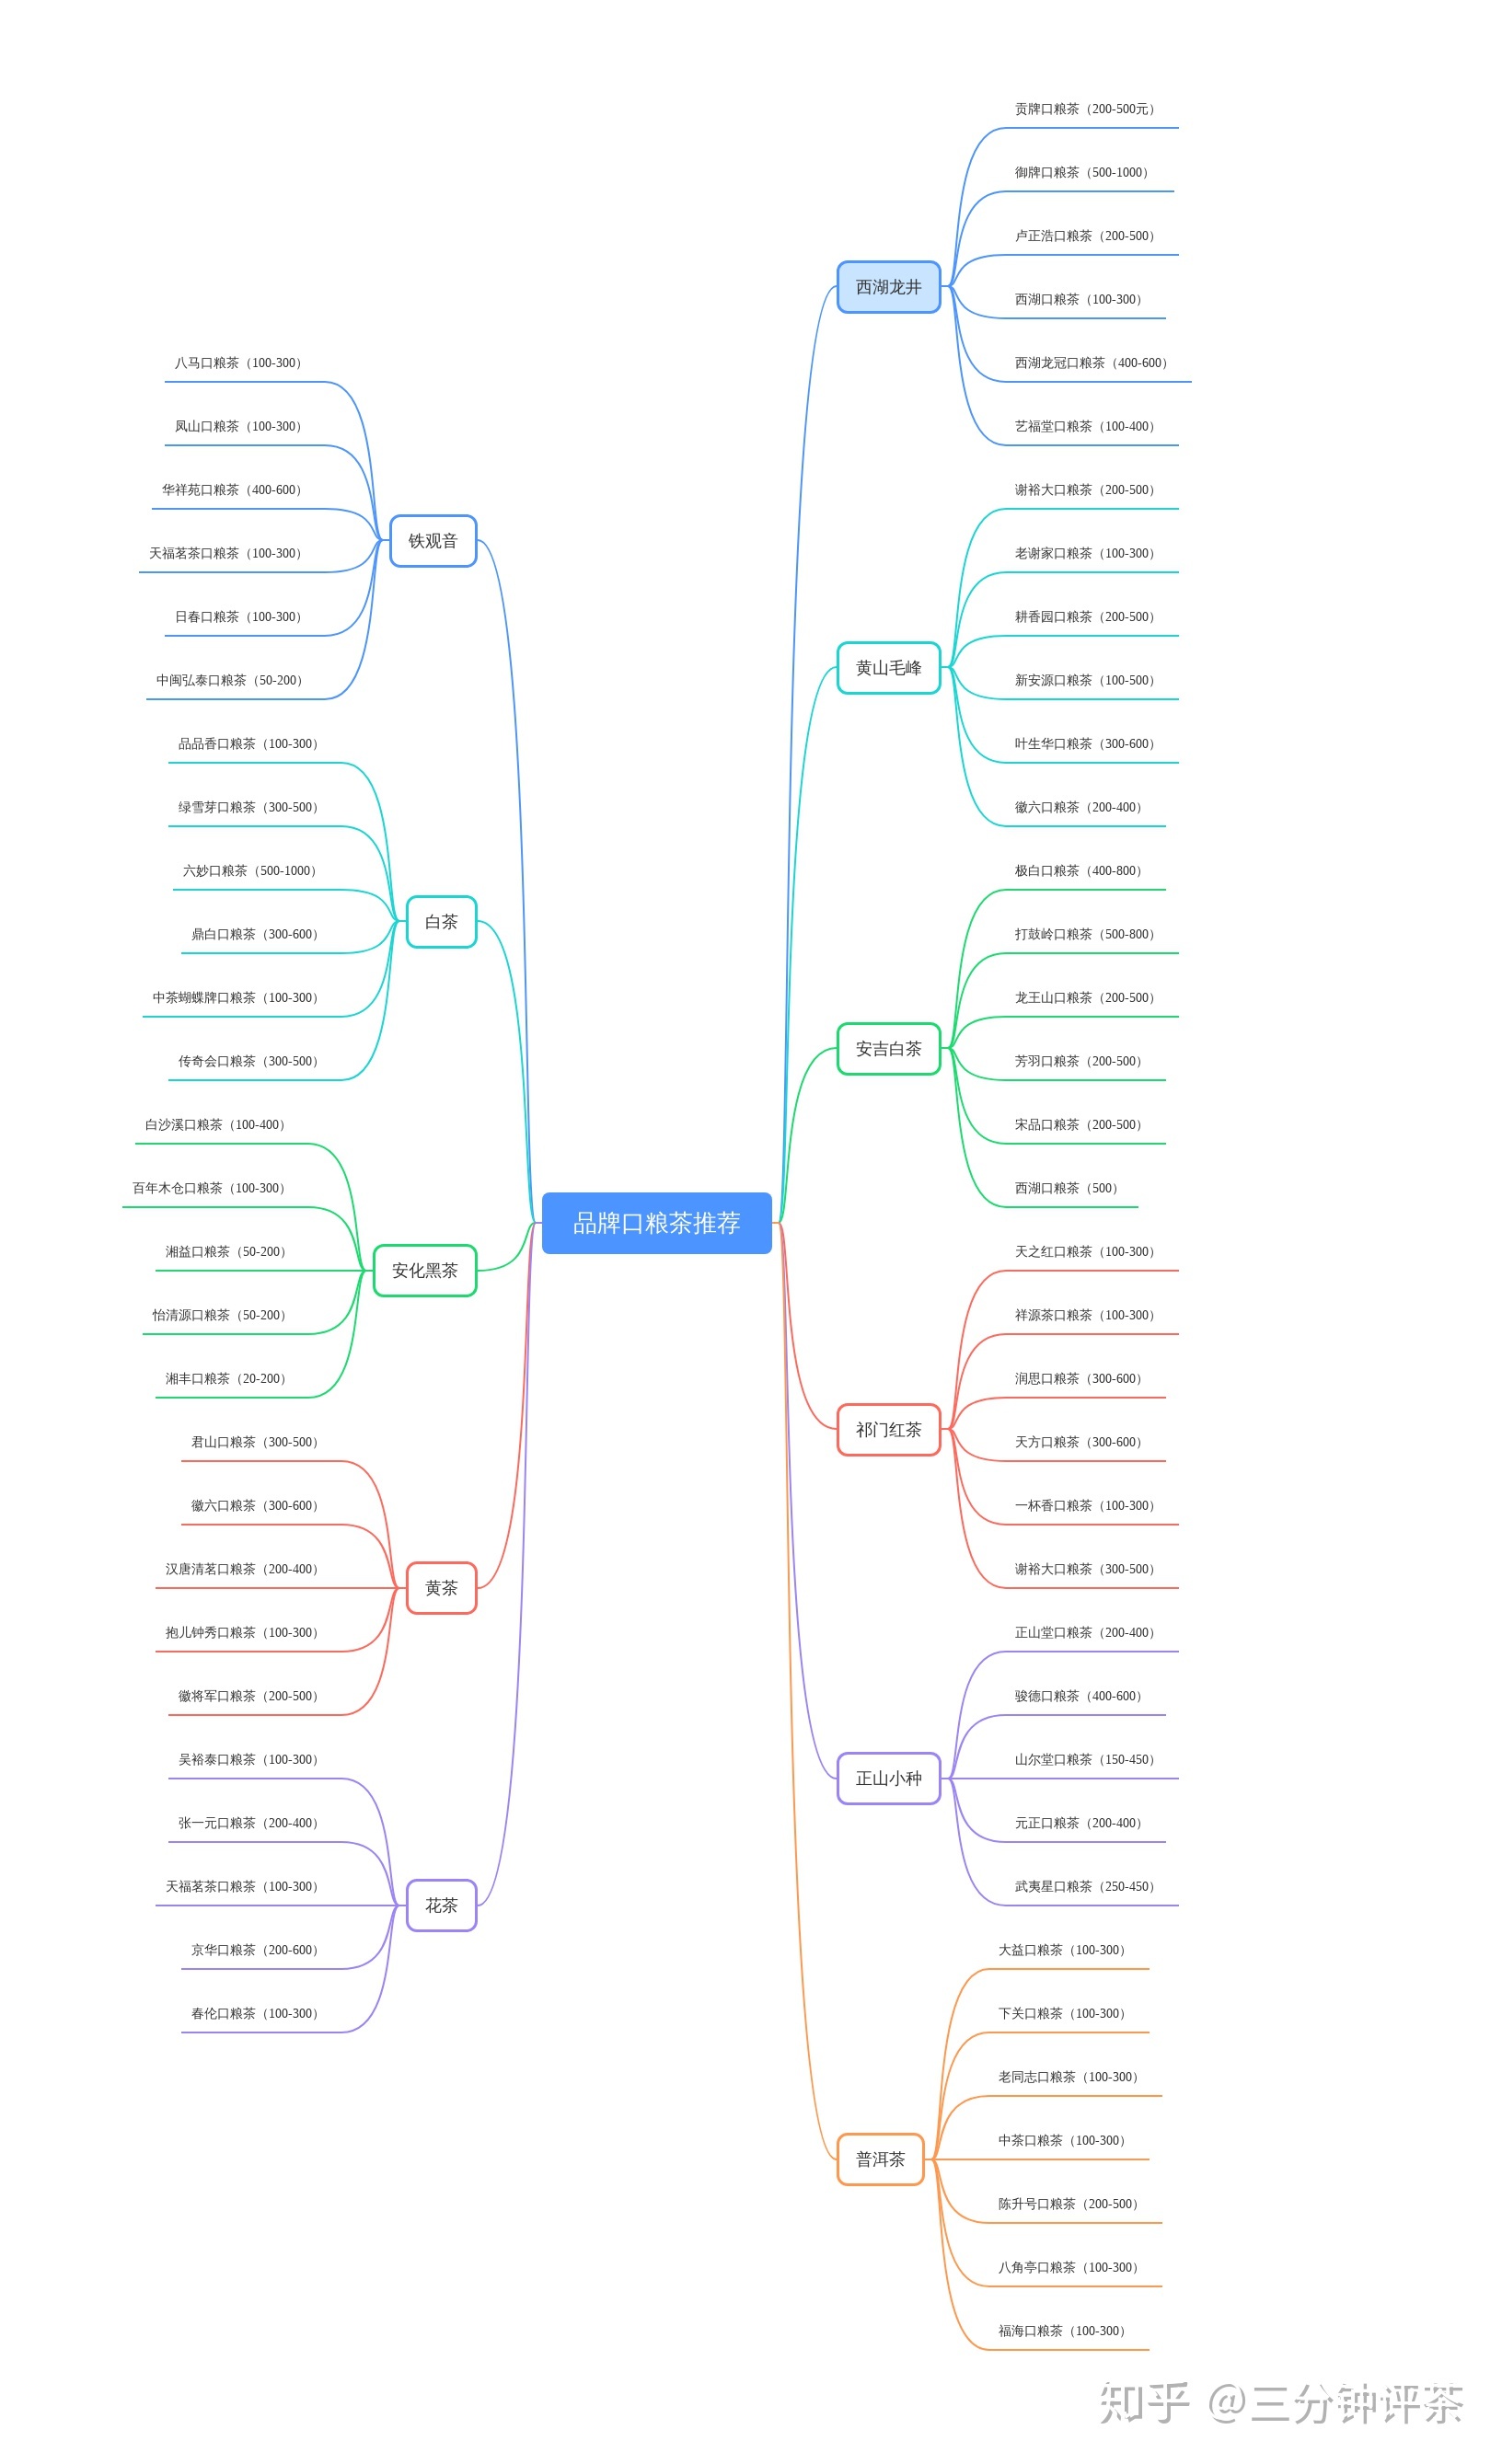 品牌口粮茶推荐
西湖龙井
贡牌口粮茶（200-500元）
御牌口粮茶（500-1000）
卢正浩口粮茶（200-500）
西湖口粮茶（100-300）
西湖龙冠口粮茶（400-600）
艺福堂口粮茶（100-400）
黄山毛峰
谢裕大口粮茶（200-500）
老谢家口粮茶（100-300）
耕香园口粮茶（200-500）
新安源口粮茶（100-500）
叶生华口粮茶（300-600）
徽六口粮茶（200-400）
安吉白茶
极白口粮茶（400-800）
打鼓岭口粮茶（500-800）
龙王山口粮茶（200-500）
芳羽口粮茶（200-500）
宋品口粮茶（200-500）
西湖口粮茶（500）
祁门红茶
天之红口粮茶（100-300）
祥源茶口粮茶（100-300）
润思口粮茶（300-600）
天方口粮茶（300-600）
一杯香口粮茶（100-300）
谢裕大口粮茶（300-500）
正山小种
正山堂口粮茶（200-400）
骏德口粮茶（400-600）
山尔堂口粮茶（150-450）
元正口粮茶（200-400）
武夷星口粮茶（250-450）
普洱茶
大益口粮茶（100-300）
下关口粮茶（100-300）
老同志口粮茶（100-300）
中茶口粮茶（100-300）
陈升号口粮茶（200-500）
八角亭口粮茶（100-300）
福海口粮茶（100-300）
铁观音
八马口粮茶（100-300）
凤山口粮茶（100-300）
华祥苑口粮茶（400-600）
天福茗茶口粮茶（100-300）
日春口粮茶（100-300）
中闽弘泰口粮茶（50-200）
白茶
品品香口粮茶（100-300）
绿雪芽口粮茶（300-500）
六妙口粮茶（500-1000）
鼎白口粮茶（300-600）
中茶蝴蝶牌口粮茶（100-300）
传奇会口粮茶（300-500）
安化黑茶
白沙溪口粮茶（100-400）
百年木仓口粮茶（100-300）
湘益口粮茶（50-200）
怡清源口粮茶（50-200）
湘丰口粮茶（20-200）
黄茶
君山口粮茶（300-500）
徽六口粮茶（300-600）
汉唐清茗口粮茶（200-400）
抱儿钟秀口粮茶（100-300）
徽将军口粮茶（200-500）
花茶
吴裕泰口粮茶（100-300）
张一元口粮茶（200-400）
天福茗茶口粮茶（100-300）
京华口粮茶（200-600）
春伦口粮茶（100-300）
知乎 @三分钟评茶